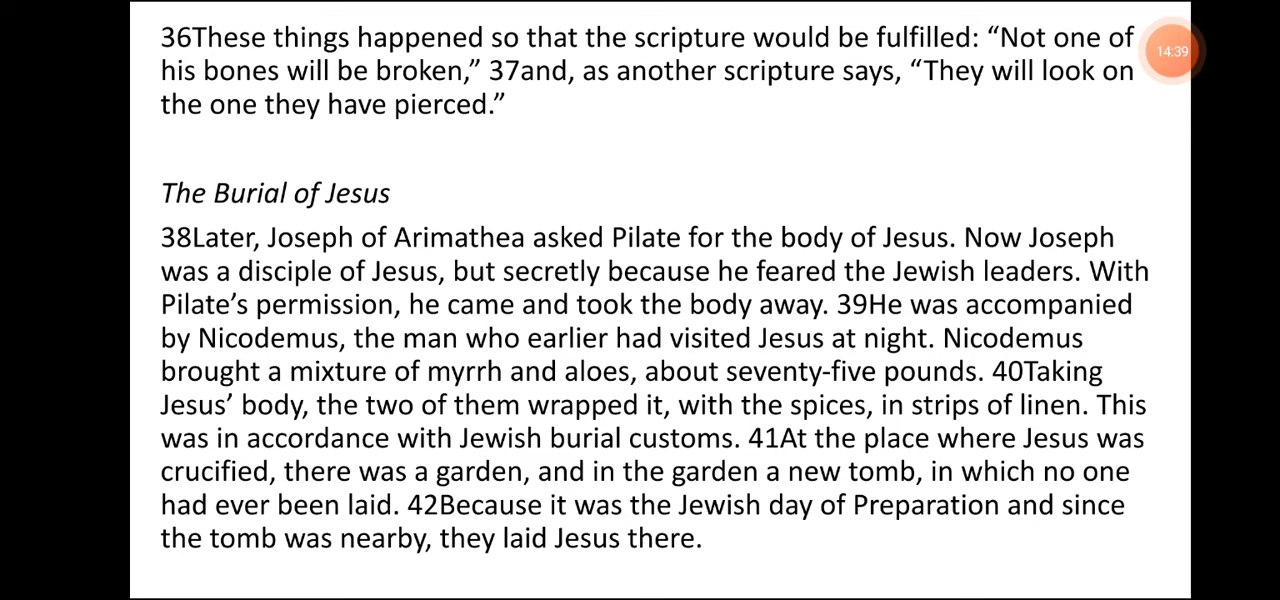 36These things happened so that the scripture would be fulfilled: “Not one of
his bones will be broken,” 37and, as another scripture says, “They will look on
the one they have pierced.”
14:39
The Burial of Jesus
38Later, Joseph of Arimathea asked Pilate for the body of Jesus. Now Joseph
was a disciple of Jesus, but secretly because he feared the Jewish leaders. With
Pilate’s permission, he came and took the body away. 39He was accompanied
by Nicodemus, the man who earlier had visited Jesus at night. Nicodemus
brought a mixture of myrrh and aloes, about seventy-five pounds. 40Taking
Jesus’ body, the two of them wrapped it, with the spices, in strips of linen. This
was in accordance with Jewish burial customs. 41At the place where Jesus was
crucified, there was a garden, and in the garden a new tomb, in which no one
had ever been laid. 42Because it was the Jewish day of Preparation and since
the tomb was nearby, they laid Jesus there.